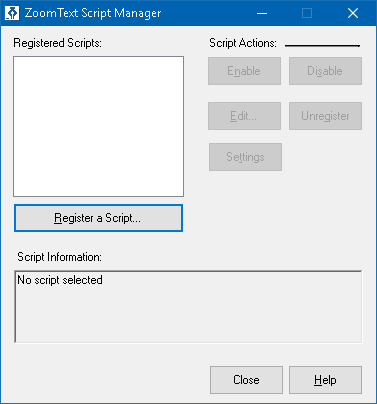 ZoomText Script Manager
Registered Scripts:
Script Actions:
Enable
Disable
Edit...
Unregister
Settings
Register a Script...
Script Information:
No script selected
Close
Help